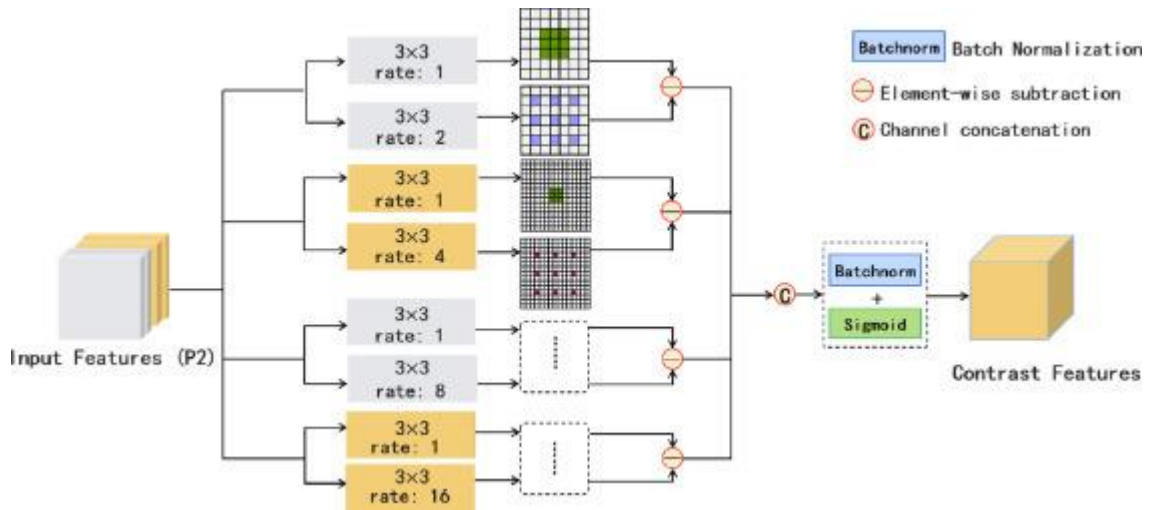 3×3
rate: 1
3×3
rate: 2
3×3
rate: 1
3×3
rate: 4
3×3
rate: 1
3×3
rate: 8
3×3
rate: 1
3×3
rate: 16
Input Features (P2)
Batchnorm Batch Normalization
Element-wise subtraction
C Channel concatenation
C
Batchnorm
+
Sigmoid
Contrast Features